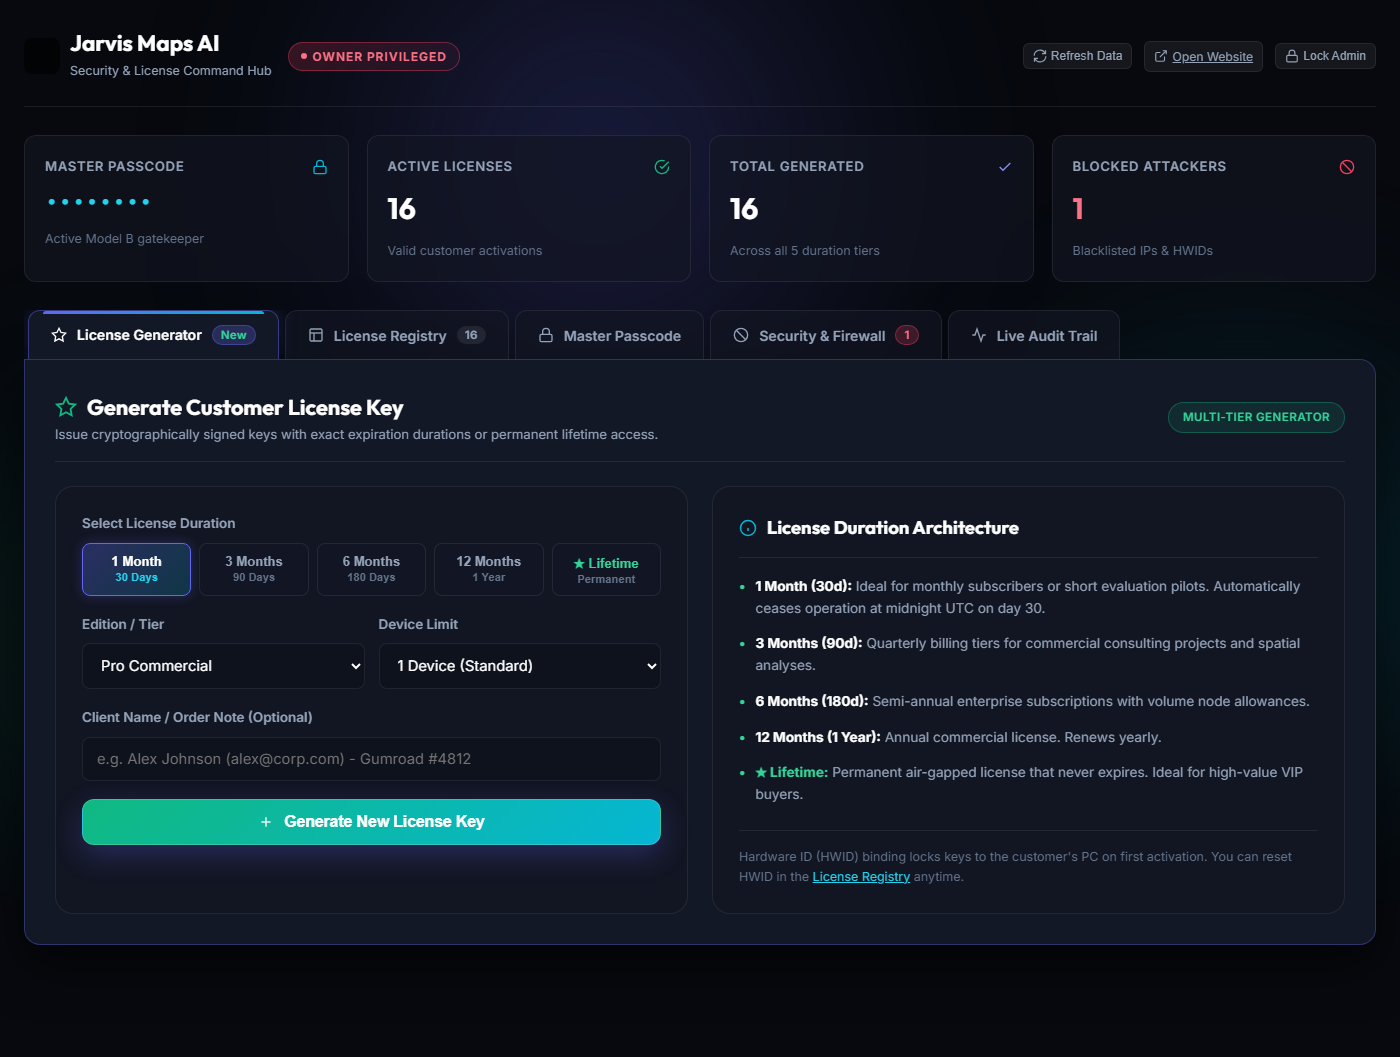 Jarvis Maps AI
Security & License Command Hub
OWNER PRIVILEGED
Refresh Data
Open Website
Lock Admin
MASTER PASSCODE
••••••••
Active Model B gatekeeper
ACTIVE LICENSES
16
Valid customer activations
TOTAL GENERATED
16
Across all 5 duration tiers
BLOCKED ATTACKERS
1
Blacklisted IPs & HWIDs
License Generator New
License Registry 16
Master Passcode
Security & Firewall 1
Live Audit Trail
Generate Customer License Key
Issue cryptographically signed keys with exact expiration durations or permanent lifetime access.
MULTI-TIER GENERATOR
Select License Duration
1 Month
30 Days
3 Months
90 Days
6 Months
180 Days
12 Months
1 Year
★ Lifetime
Permanent
Edition / Tier
Pro Commercial
Device Limit
1 Device (Standard)
Client Name / Order Note (Optional)
e.g. Alex Johnson (alex@corp.com) - Gumroad #4812
+ Generate New License Key
License Duration Architecture
• 1 Month (30d): Ideal for monthly subscribers or short evaluation pilots. Automatically
ceases operation at midnight UTC on day 30.
• 3 Months (90d): Quarterly billing tiers for commercial consulting projects and spatial
analyses.
• 6 Months (180d): Semi-annual enterprise subscriptions with volume node allowances.
• 12 Months (1 Year): Annual commercial license. Renews yearly.
• ★ Lifetime: Permanent air-gapped license that never expires. Ideal for high-value VIP
buyers.
Hardware ID (HWID) binding locks keys to the customer's PC on first activation. You can reset
HWID in the License Registry anytime.